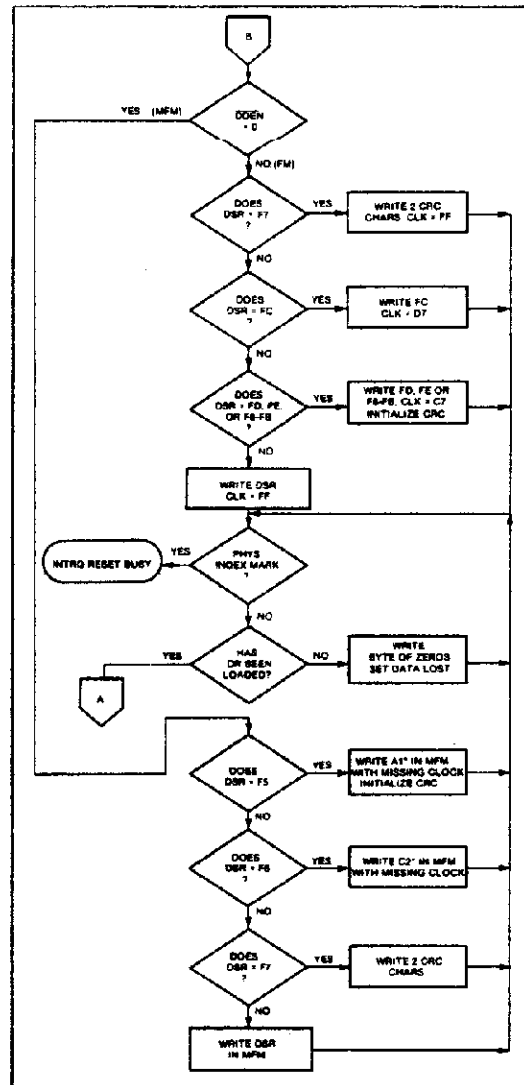 B
YES (MFM)
DDEN
= 0
NO (FM)
DOES
DSR = F7
?
YES
WRITE 2 CRC
CHARS CLK = FF
NO
DOES
DSR = FC
?
YES
WRITE FC
CLK = D7
NO
DOES
DSR = FD, FE
OR F8-FB
?
YES
WRITE FD, FE OR
F8-FB, CLK = C7
INITIALIZE CRC
NO
WRITE DSR
CLK = FF
INTRQ RESET BUSY
YES
PHYS
INDEX MARK
?
NO
YES
HAS
DR BEEN
LOADED?
NO
WRITE
BYTE OF ZEROS
SET DATA LOST
A
DOES
DSR = F5
?
YES
WRITE A1* IN MFM
WITH MISSING CLOCK
INITIALIZE CRC
NO
DOES
DSR = F6
?
YES
WRITE C2* IN MFM
WITH MISSING CLOCK
NO
DOES
DSR = F7
?
YES
WRITE 2 CRC
CHARS
NO
WRITE DSR
IN MFM